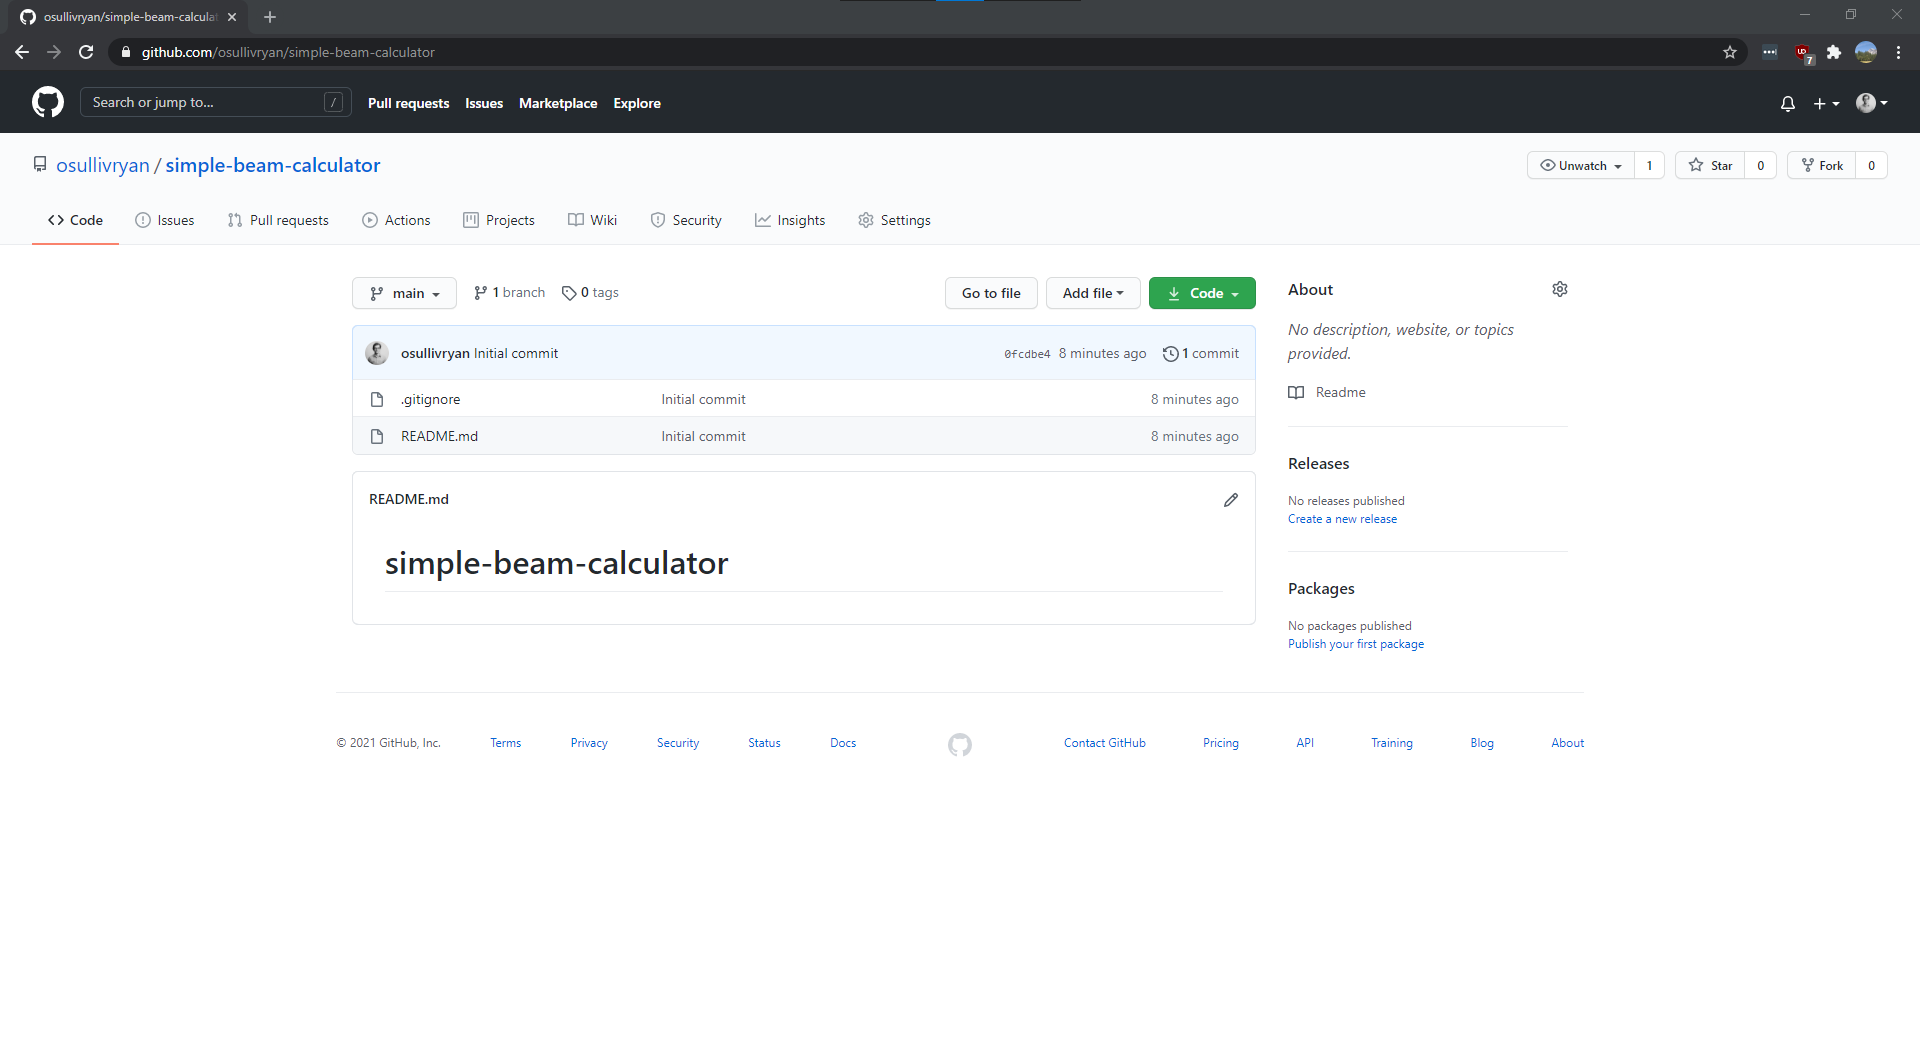 osullivryan/simple-beam-calculat
github.com/osullivryan/simple-beam-calculator
7
Search or jump to... /
Pull requests Issues Marketplace Explore
osullivryan / simple-beam-calculator
Unwatch 1 Star 0 Fork 0
Code Issues Pull requests Actions Projects Wiki Security Insights Settings
main 1 branch 0 tags Go to file Add file Code
osullivryan Initial commit 0fcdbe4 8 minutes ago 1 commit
.gitignore Initial commit 8 minutes ago
README.md Initial commit 8 minutes ago
README.md
simple-beam-calculator
About
No description, website, or topics
provided.
Readme
Releases
No releases published
Create a new release
Packages
No packages published
Publish your first package
© 2021 GitHub, Inc. Terms Privacy Security Status Docs Contact GitHub Pricing API Training Blog About